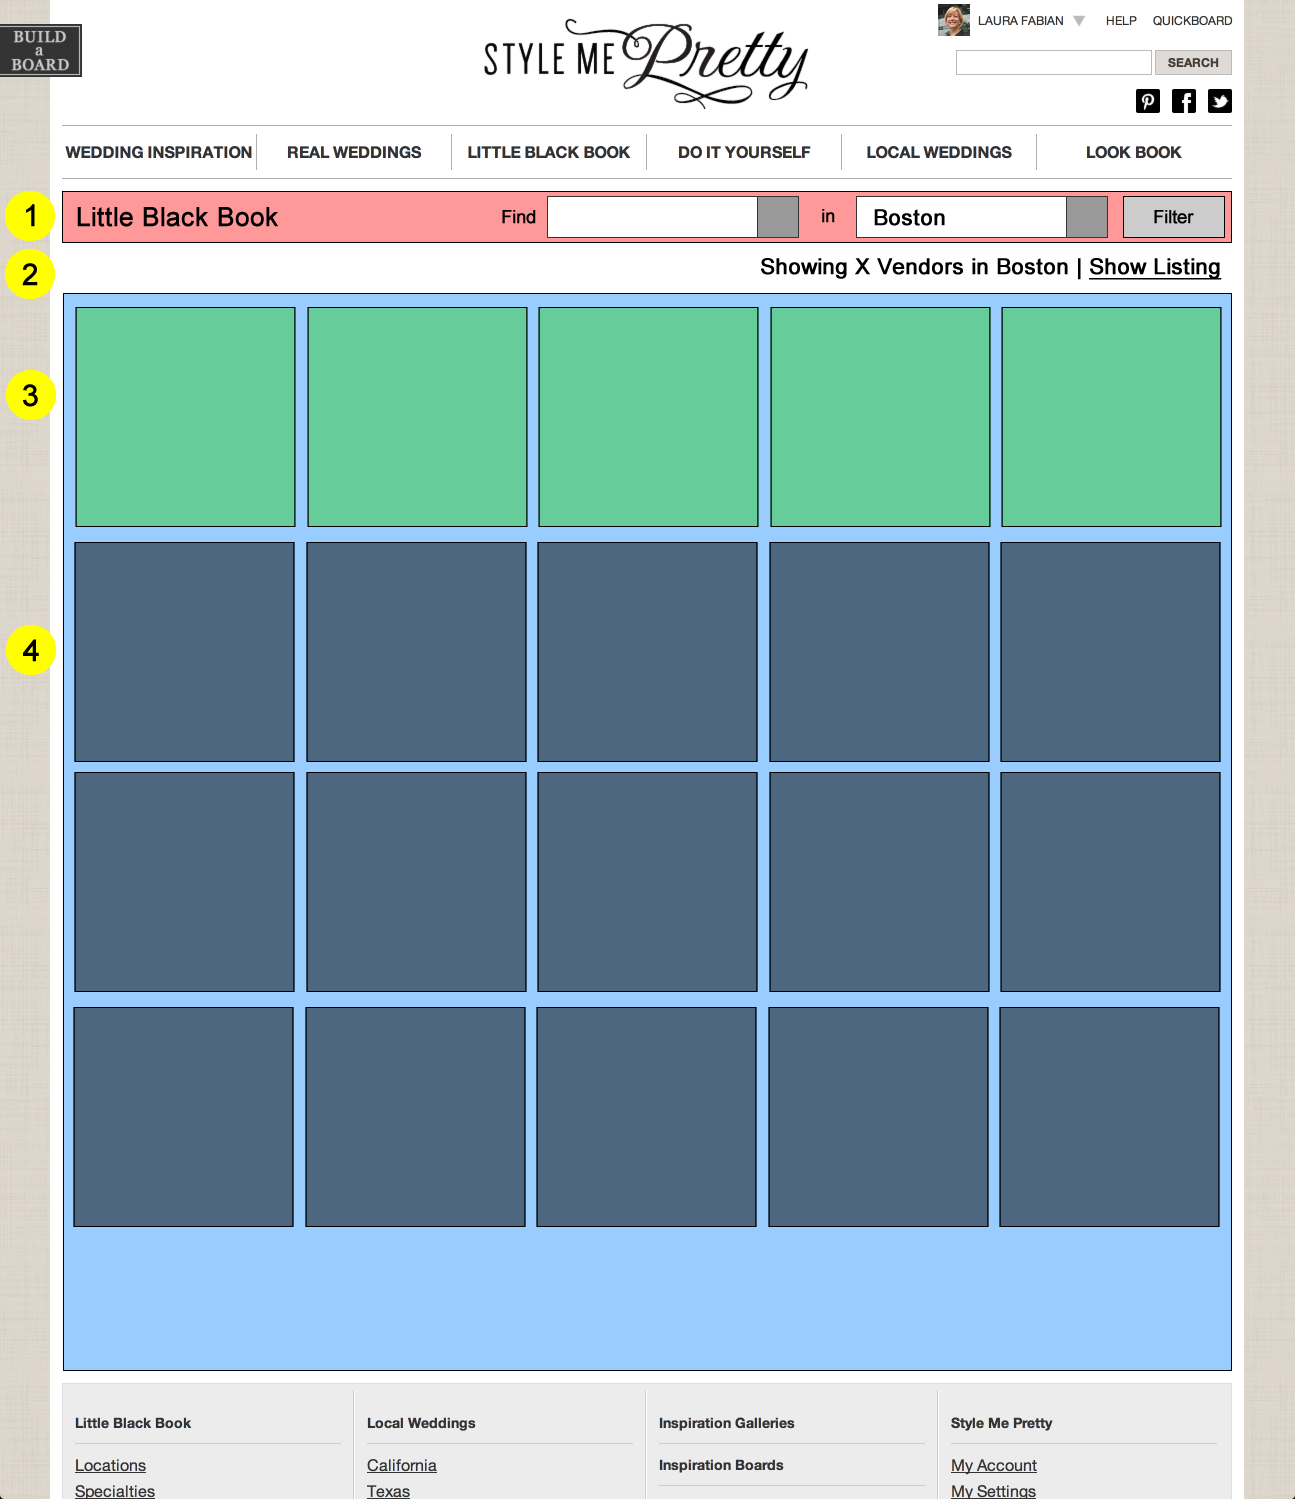 BUILD
a
BOARD
STYLE ME Pretty
LAURA FABIAN HELP QUICKBOARD
SEARCH
WEDDING INSPIRATION REAL WEDDINGS LITTLE BLACK BOOK DO IT YOURSELF LOCAL WEDDINGS LOOK BOOK
1 Little Black Book Find in Boston Filter
2 Showing X Vendors in Boston | Show Listing
3
4
Little Black Book Local Weddings Inspiration Galleries Style Me Pretty
Locations California Inspiration Boards My Account
Specialties Texas My Settings